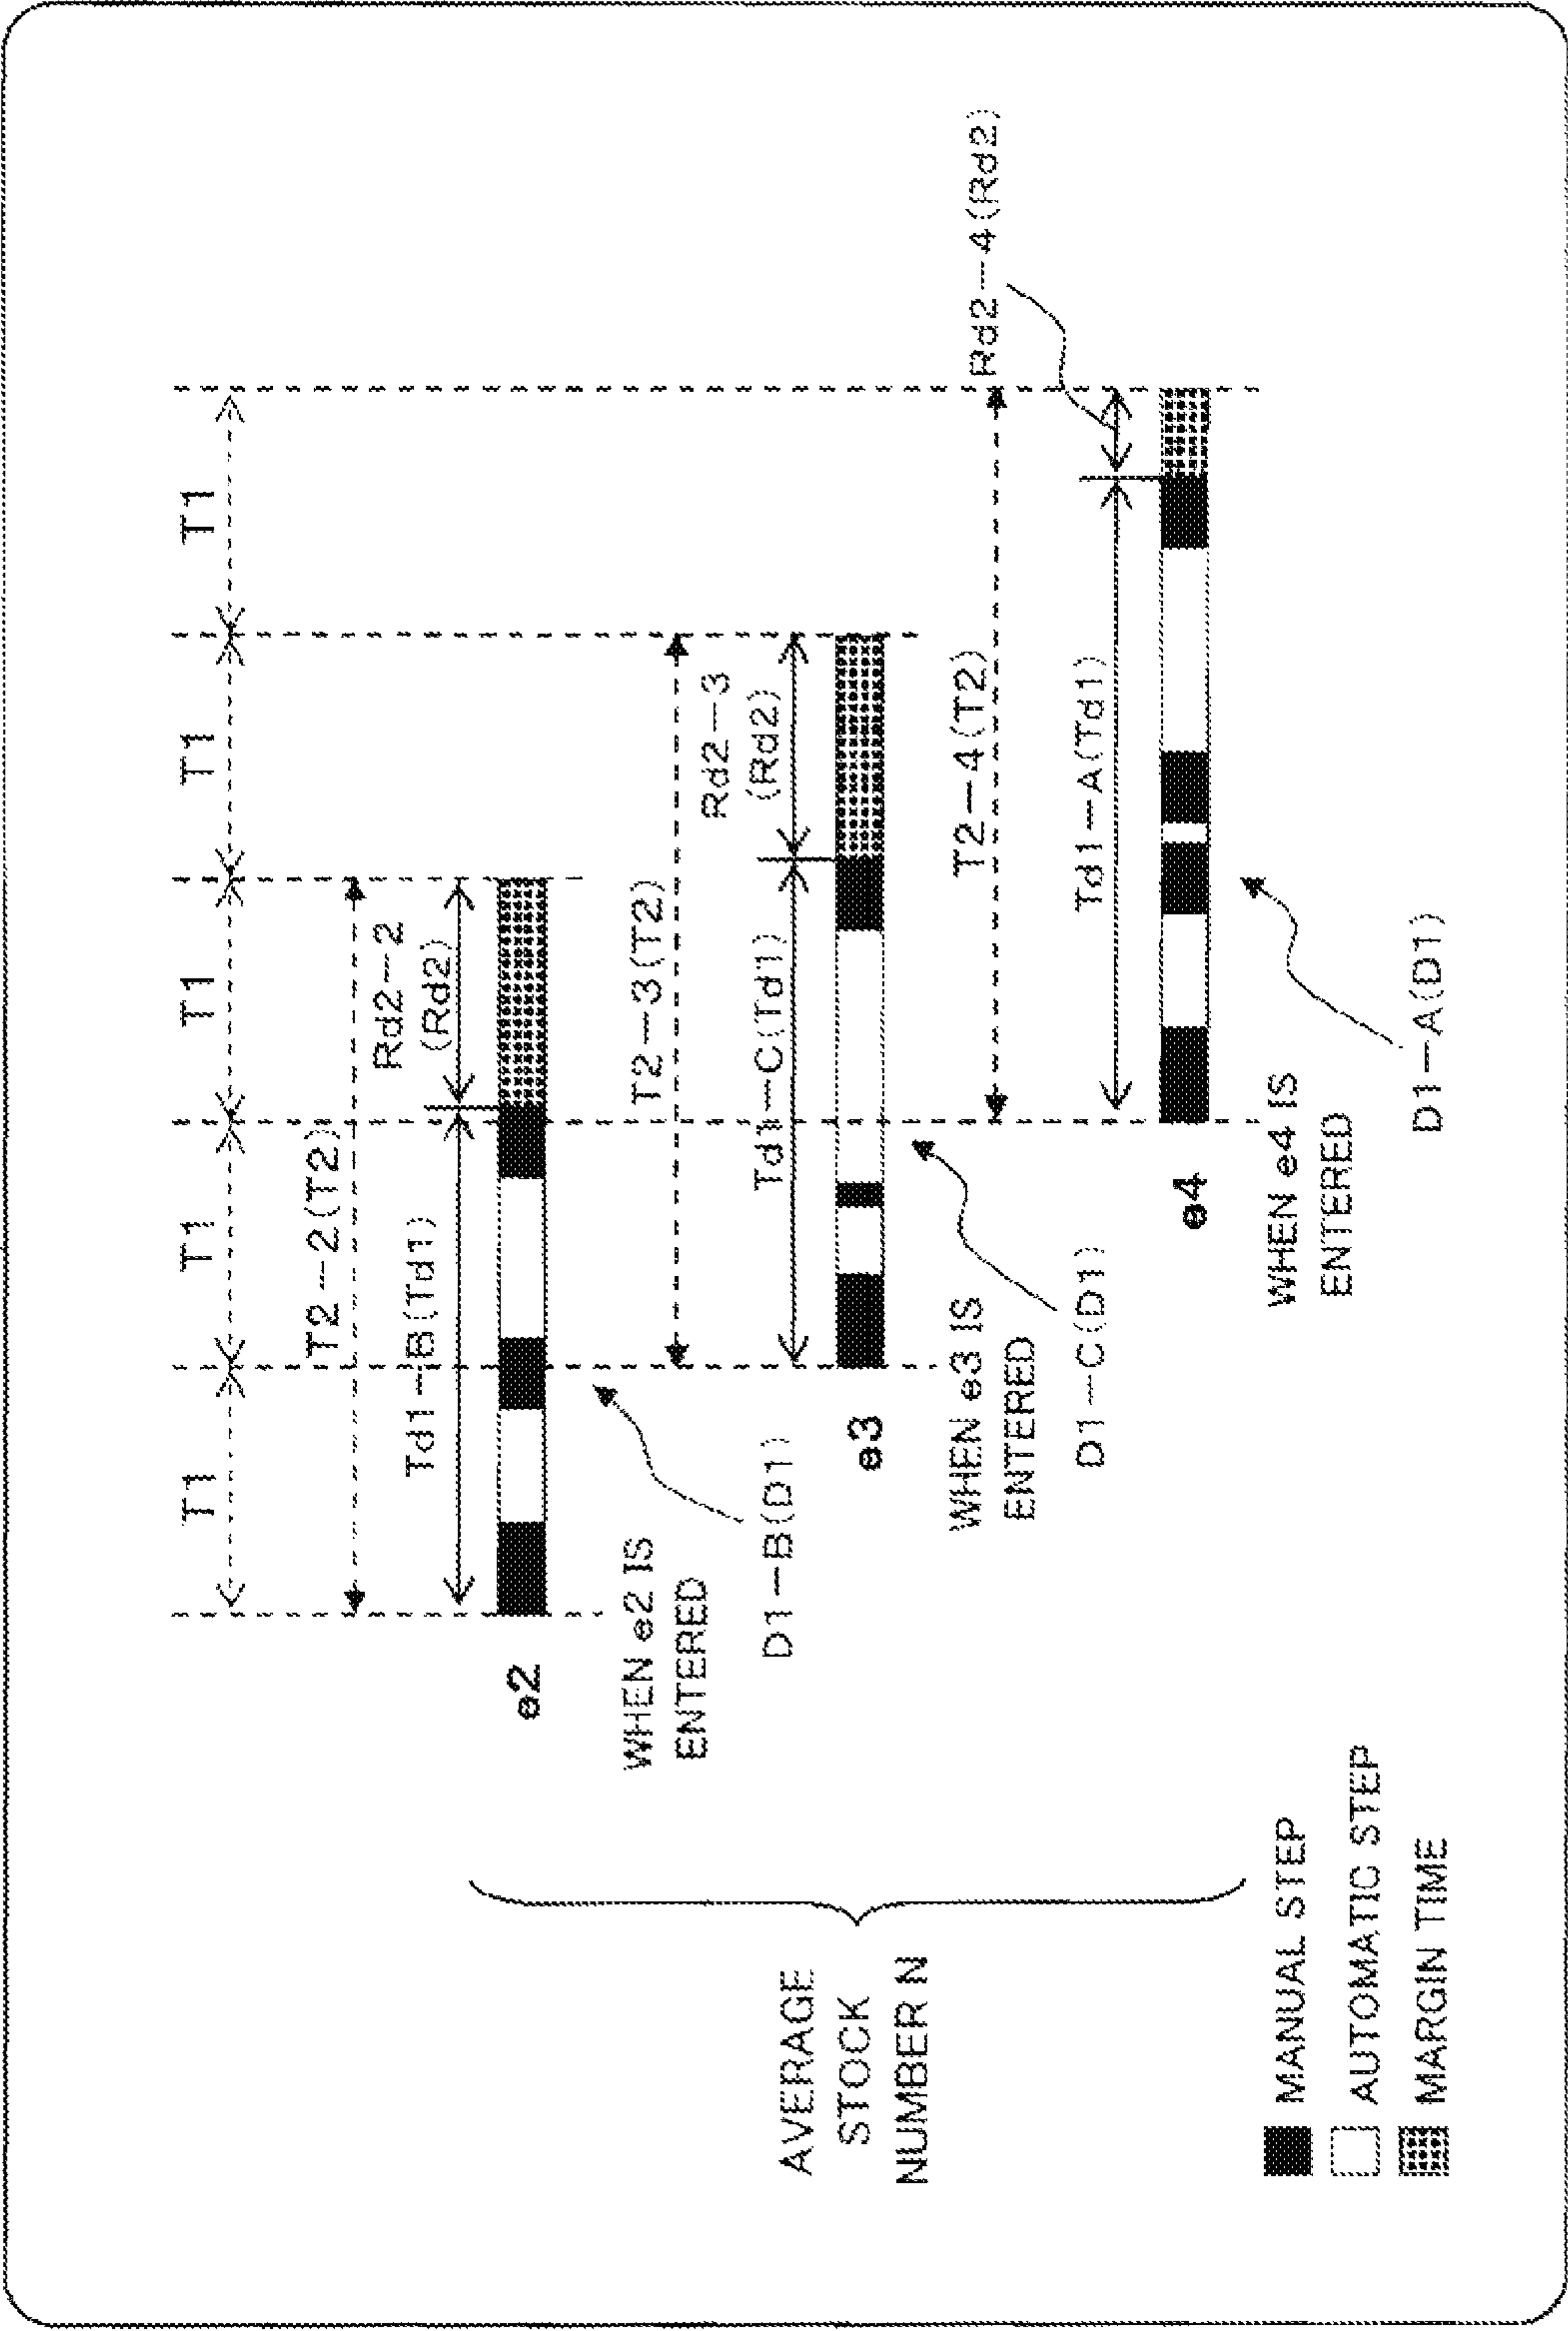 T1
T1
T1
T1
T1
T2-2(T2)
Rd2-2
(Rd2)
Td1-B(Td1)
e2
WHEN e2 IS
ENTERED
D1-B(D1)
T2-3(T2)
Rd2-3
(Rd2)
Td1-C(Td1)
e3
WHEN e3 IS
ENTERED
D1-C(D1)
Rd2-4(Rd2)
T2-4(T2)
Td1-A(Td1)
e4
WHEN e4 IS
ENTERED
D1-A(D1)
AVERAGE
STOCK
NUMBER N
MANUAL STEP
AUTOMATIC STEP
MARGIN TIME